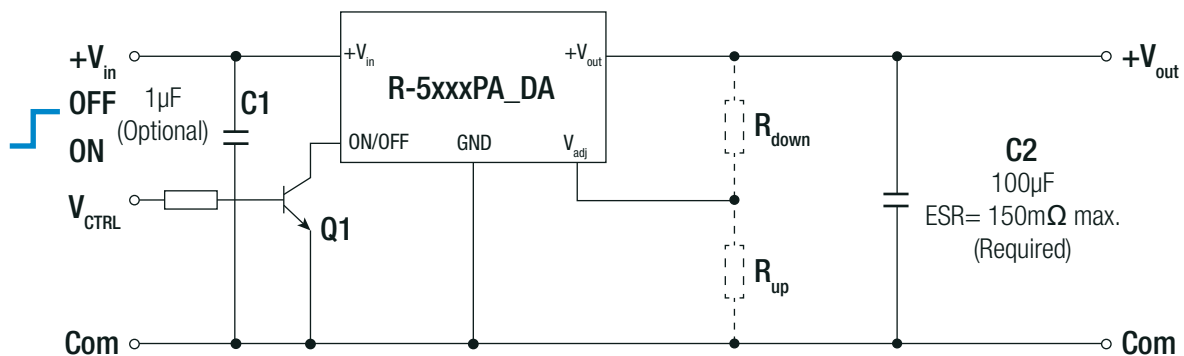 +Vin
OFF
ON
1µF
(Optional)
C1
+Vin
+Vout
R-5xxxPA_DA
ON/OFF
GND
Vadj
VCTRL
Q1
Rdown
Rup
C2
100µF
ESR= 150mΩ max.
(Required)
+Vout
Com
Com